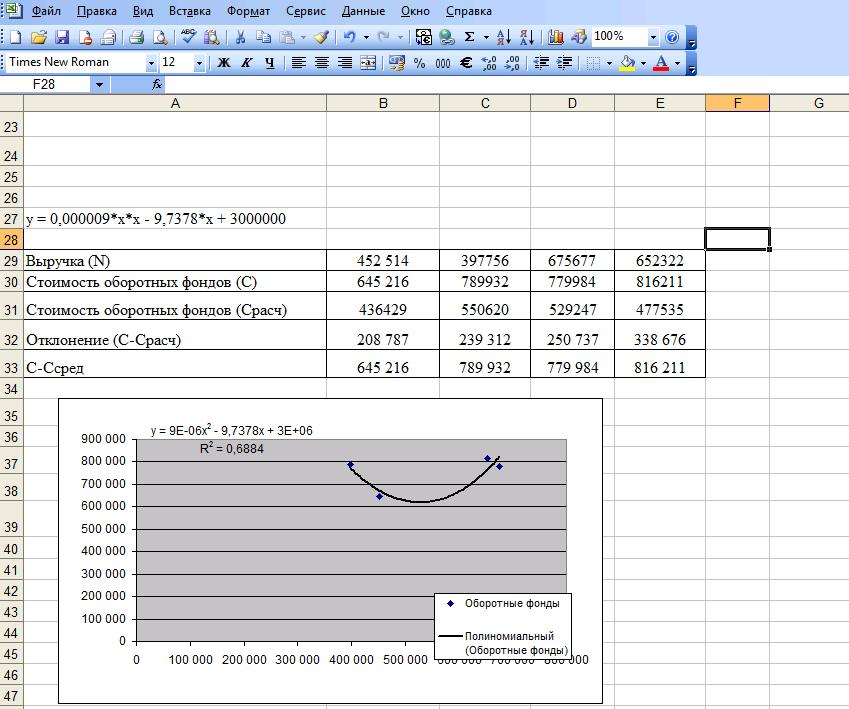 Файл Правка Вид Вставка Формат Сервис Данные Окно Справка
100%
Times New Roman 12 Ж К Ч % 000 €
F28 fx
A B C D E F G
23
24
25
26
27 y = 0,000009*x*x - 9,7378*x + 3000000
28
29 Выручка (N) 452 514 397756 675677 652322
30 Стоимость оборотных фондов (C) 645 216 789932 779984 816211
31 Стоимость оборотных фондов (Срасч) 436429 550620 529247 477535
32 Отклонение (С-Срасч) 208 787 239 312 250 737 338 676
33 С-Ссред 645 216 789 932 779 984 816 211
34
35
36
37
38
39
40
41
42
43
44
45
46
47
y = 9E-06x² - 9,7378x + 3E+06
R² = 0,6884
900 000
800 000
700 000
600 000
500 000
400 000
300 000
200 000
100 000
0
Оборотные фонды
Полиномиальный
(Оборотные фонды)
0 100 000 200 000 300 000 400 000 500 000 600 000 700 000 800 000